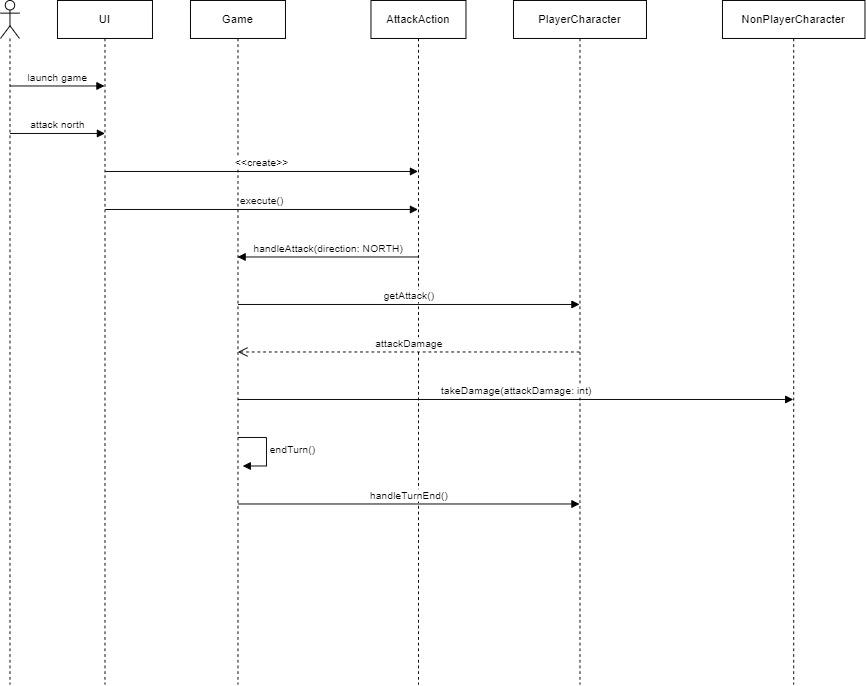 UI
Game
AttackAction
PlayerCharacter
NonPlayerCharacter
launch game
attack north
<<create>>
execute()
handleAttack(direction: NORTH)
getAttack()
attackDamage
takeDamage(attackDamage: int)
endTurn()
handleTurnEnd()